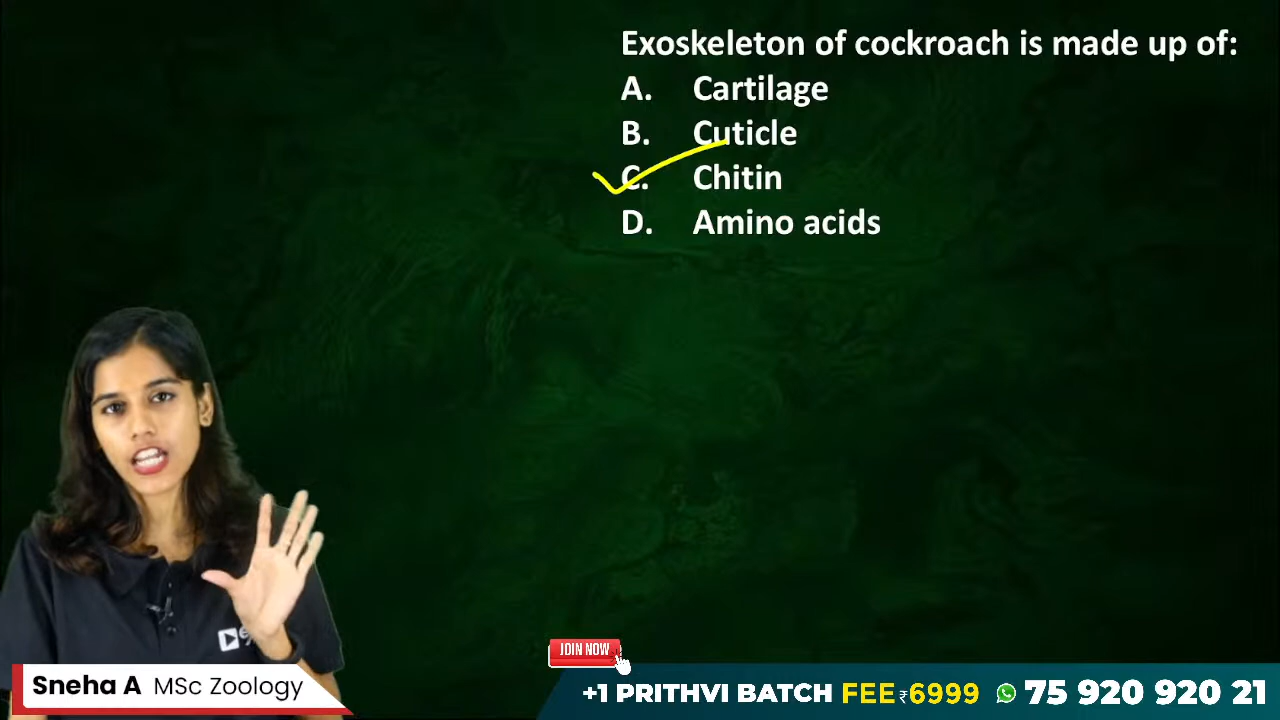 Exoskeleton of cockroach is made up of:
A. Cartilage
B. Cuticle
C. Chitin
D. Amino acids
JOIN NOW
Sneha A MSc Zoology
+1 PRITHVI BATCH FEE ₹6999 75 920 920 21